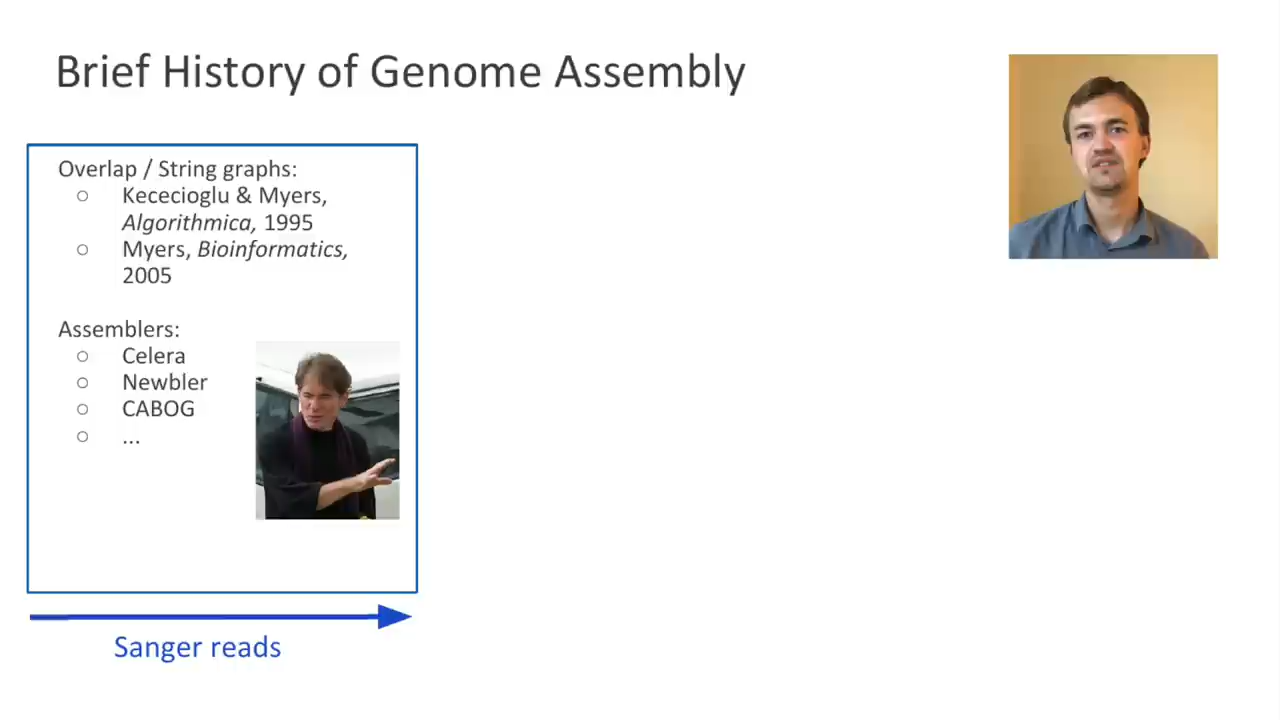 Brief History of Genome Assembly
Overlap / String graphs:
○ Kececioglu & Myers,
Algorithmica, 1995
○ Myers, Bioinformatics,
2005
Assemblers:
○ Celera
○ Newbler
○ CABOG
○ ...
Sanger reads